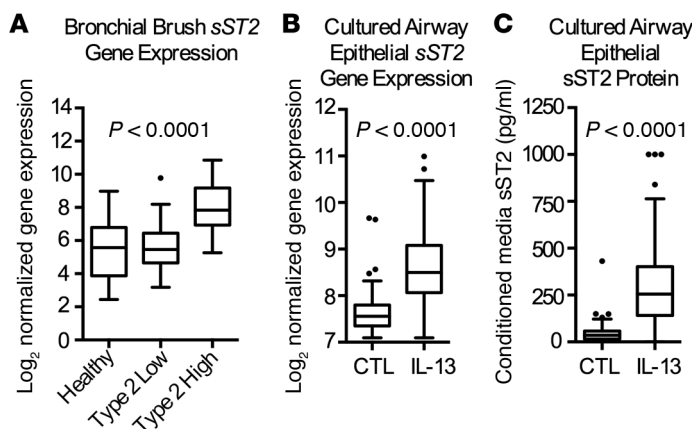 A
Bronchial Brush sST2
Gene Expression
Log2 normalized gene expression
14
12
10
8
6
4
2
0
P < 0.0001
Healthy
Type 2 Low
Type 2 High
B
Cultured Airway
Epithelial sST2
Gene Expression
Log2 normalized gene expression
12
11
10
9
8
7
P < 0.0001
CTL
IL-13
C
Cultured Airway
Epithelial
sST2 Protein
Conditioned media sST2 (pg/ml)
1250
1000
750
500
250
0
P < 0.0001
CTL
IL-13